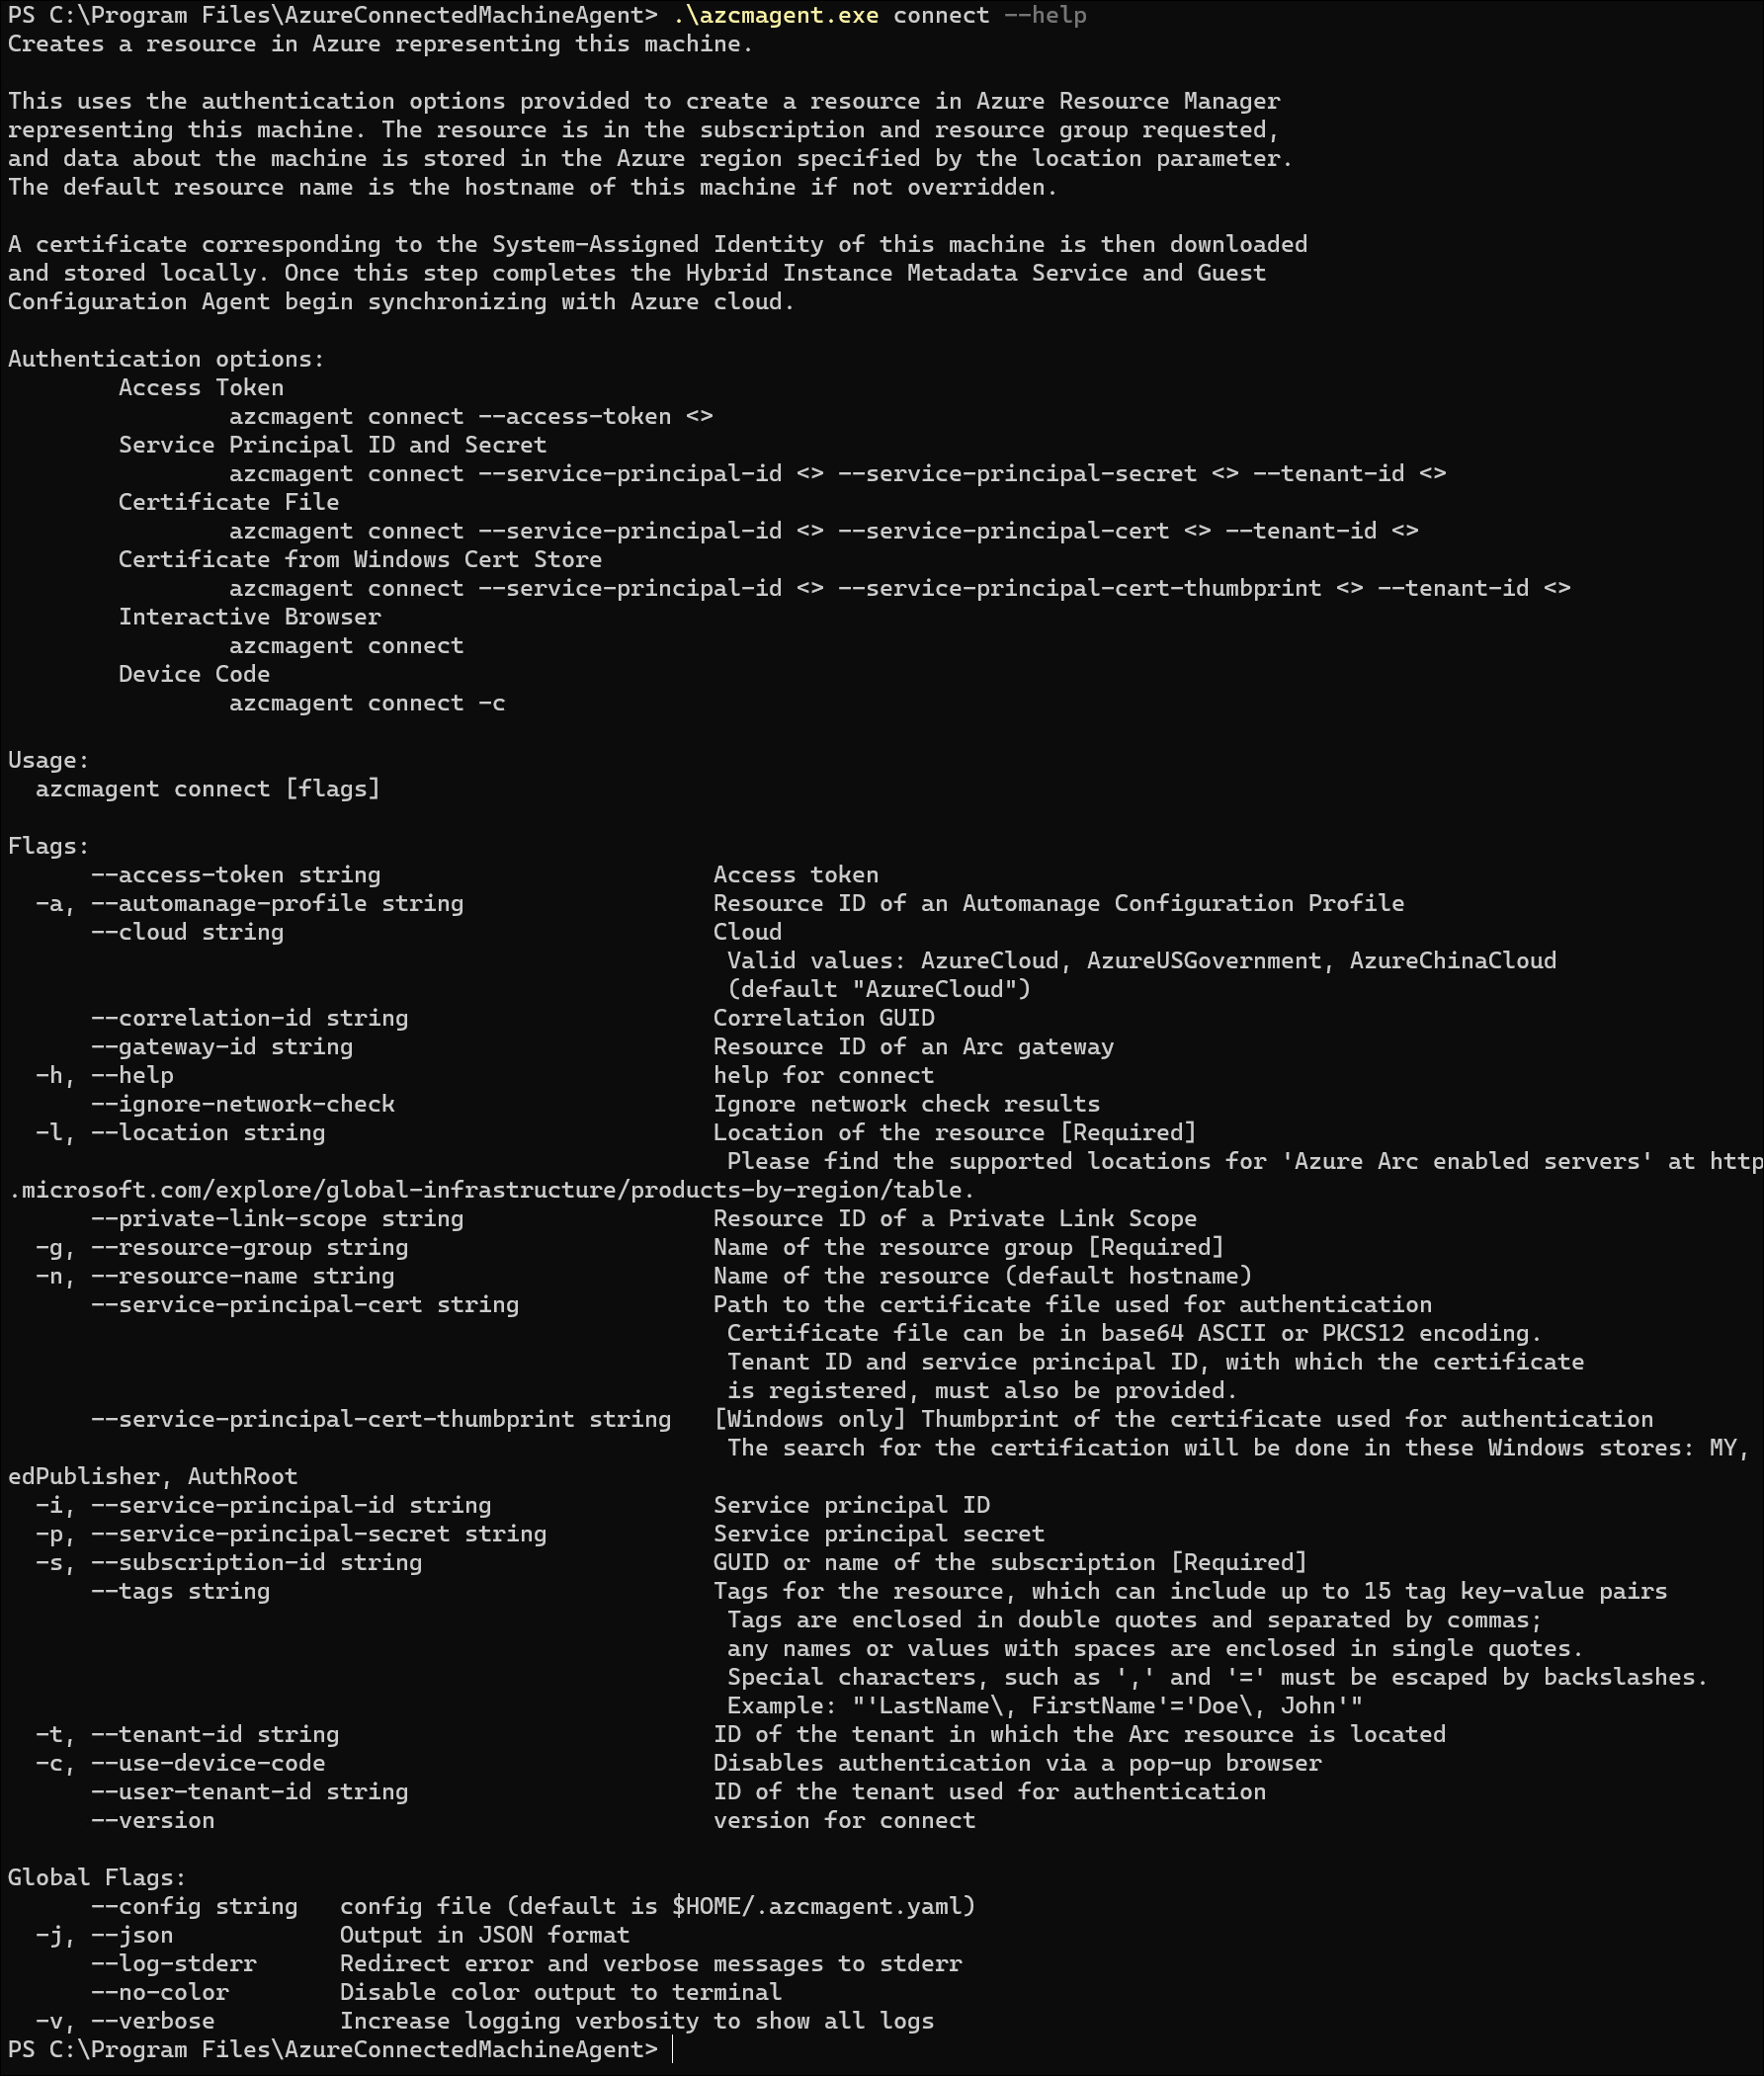 PS C:\Program Files\AzureConnectedMachineAgent> .\azcmagent.exe connect --help
Creates a resource in Azure representing this machine.

This uses the authentication options provided to create a resource in Azure Resource Manager
representing this machine. The resource is in the subscription and resource group requested,
and data about the machine is stored in the Azure region specified by the location parameter.
The default resource name is the hostname of this machine if not overridden.

A certificate corresponding to the System-Assigned Identity of this machine is then downloaded
and stored locally. Once this step completes the Hybrid Instance Metadata Service and Guest
Configuration Agent begin synchronizing with Azure cloud.

Authentication options:
        Access Token
                azcmagent connect --access-token <>
        Service Principal ID and Secret
                azcmagent connect --service-principal-id <> --service-principal-secret <> --tenant-id <>
        Certificate File
                azcmagent connect --service-principal-id <> --service-principal-cert <> --tenant-id <>
        Certificate from Windows Cert Store
                azcmagent connect --service-principal-id <> --service-principal-cert-thumbprint <> --tenant-id <>
        Interactive Browser
                azcmagent connect
        Device Code
                azcmagent connect -c

Usage:
  azcmagent connect [flags]

Flags:
      --access-token string                        Access token
  -a, --automanage-profile string                  Resource ID of an Automanage Configuration Profile
      --cloud string                               Cloud
                                                    Valid values: AzureCloud, AzureUSGovernment, AzureChinaCloud
                                                    (default "AzureCloud")
      --correlation-id string                      Correlation GUID
      --gateway-id string                          Resource ID of an Arc gateway
  -h, --help                                       help for connect
      --ignore-network-check                       Ignore network check results
  -l, --location string                            Location of the resource [Required]
                                                    Please find the supported locations for 'Azure Arc enabled servers' at http
.microsoft.com/explore/global-infrastructure/products-by-region/table.
      --private-link-scope string                  Resource ID of a Private Link Scope
  -g, --resource-group string                      Name of the resource group [Required]
  -n, --resource-name string                       Name of the resource (default hostname)
      --service-principal-cert string              Path to the certificate file used for authentication
                                                    Certificate file can be in base64 ASCII or PKCS12 encoding.
                                                    Tenant ID and service principal ID, with which the certificate
                                                    is registered, must also be provided.
      --service-principal-cert-thumbprint string   [Windows only] Thumbprint of the certificate used for authentication
                                                    The search for the certification will be done in these Windows stores: MY,
edPublisher, AuthRoot
  -i, --service-principal-id string                Service principal ID
  -p, --service-principal-secret string            Service principal secret
  -s, --subscription-id string                     GUID or name of the subscription [Required]
      --tags string                                Tags for the resource, which can include up to 15 tag key-value pairs
                                                    Tags are enclosed in double quotes and separated by commas;
                                                    any names or values with spaces are enclosed in single quotes.
                                                    Special characters, such as ',' and '=' must be escaped by backslashes.
                                                    Example: "'LastName\, FirstName'='Doe\, John'"
  -t, --tenant-id string                           ID of the tenant in which the Arc resource is located
  -c, --use-device-code                            Disables authentication via a pop-up browser
      --user-tenant-id string                      ID of the tenant used for authentication
      --version                                    version for connect

Global Flags:
      --config string   config file (default is $HOME/.azcmagent.yaml)
  -j, --json            Output in JSON format
      --log-stderr      Redirect error and verbose messages to stderr
      --no-color        Disable color output to terminal
  -v, --verbose         Increase logging verbosity to show all logs
PS C:\Program Files\AzureConnectedMachineAgent>